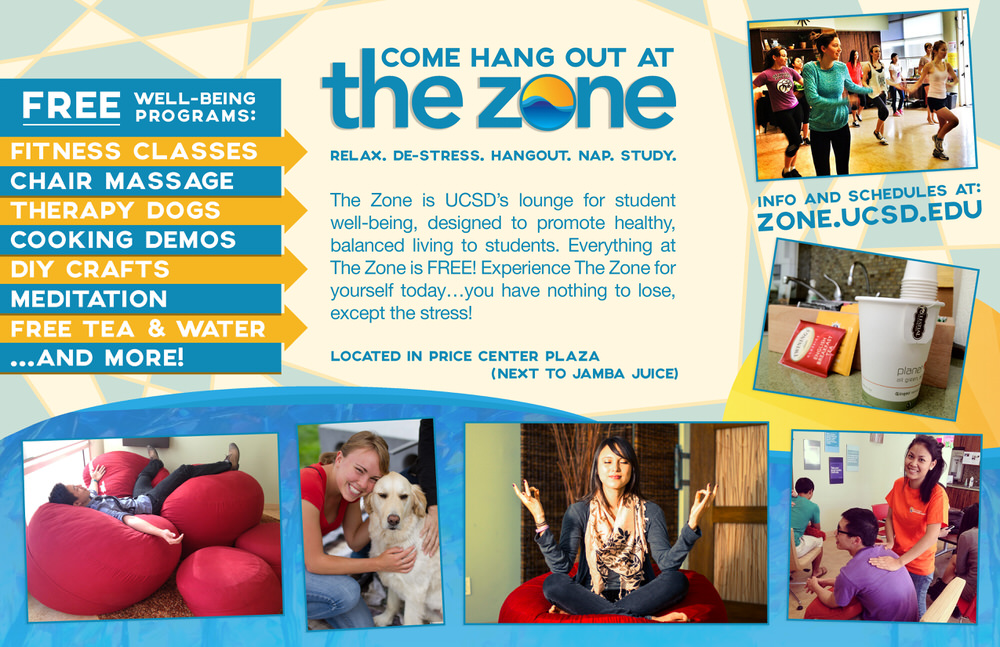 COME HANG OUT AT
the zone
RELAX. DE-STRESS. HANGOUT. NAP. STUDY.
FREE WELL-BEING
PROGRAMS:
FITNESS CLASSES
CHAIR MASSAGE
THERAPY DOGS
COOKING DEMOS
DIY CRAFTS
MEDITATION
FREE TEA & WATER
...AND MORE!
The Zone is UCSD's lounge for student
well-being, designed to promote healthy,
balanced living to students. Everything at
The Zone is FREE! Experience The Zone for
yourself today...you have nothing to lose,
except the stress!
LOCATED IN PRICE CENTER PLAZA
(NEXT TO JAMBA JUICE)
INFO AND SCHEDULES AT:
ZONE.UCSD.EDU
TWININGS
ENGLISH
BREAKFAST
planet